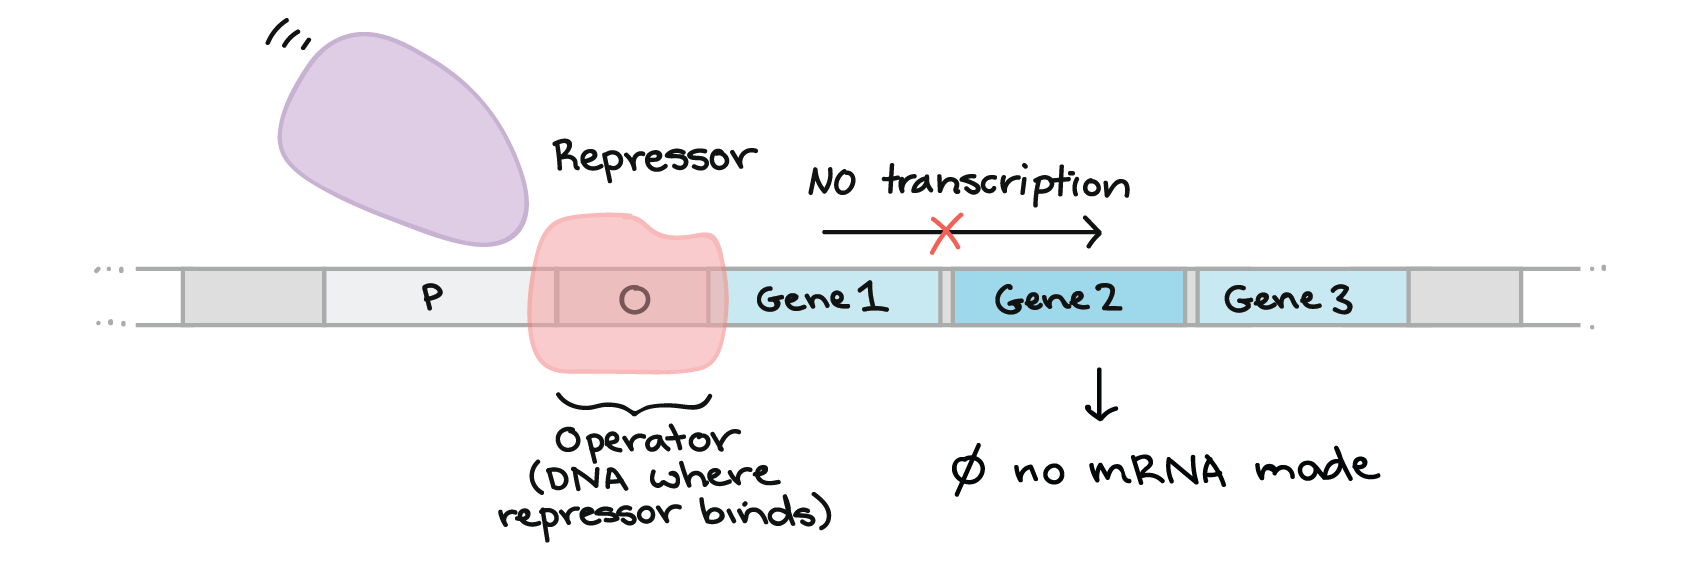 Repressor
NO transcription
P
O
Gene 1
Gene 2
Gene 3
Operator
(DNA where
repressor binds)
Ø no mRNA made